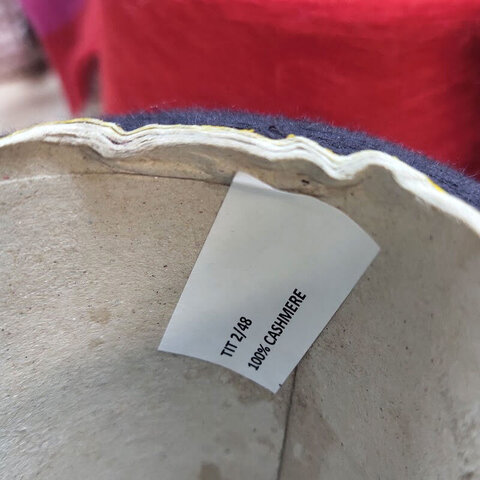 TIT 2/48
100% CASHMERE